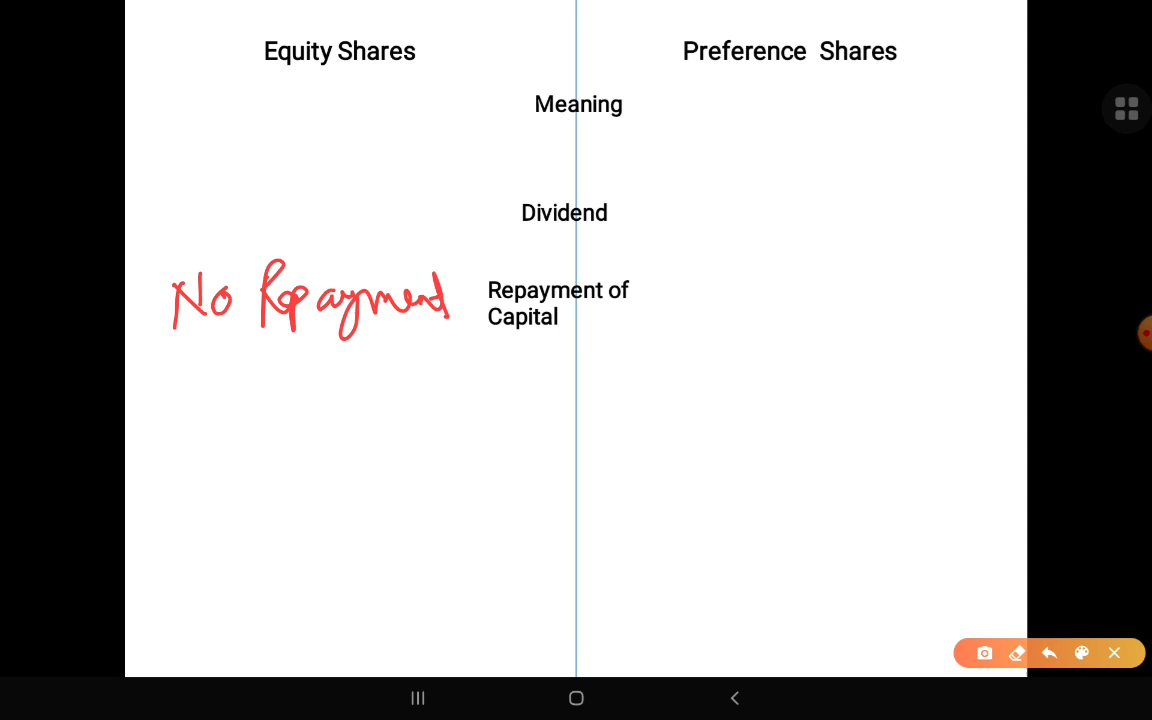 Equity Shares
Preference Shares
Meaning
Dividend
No Repayment
Repayment of
Capital